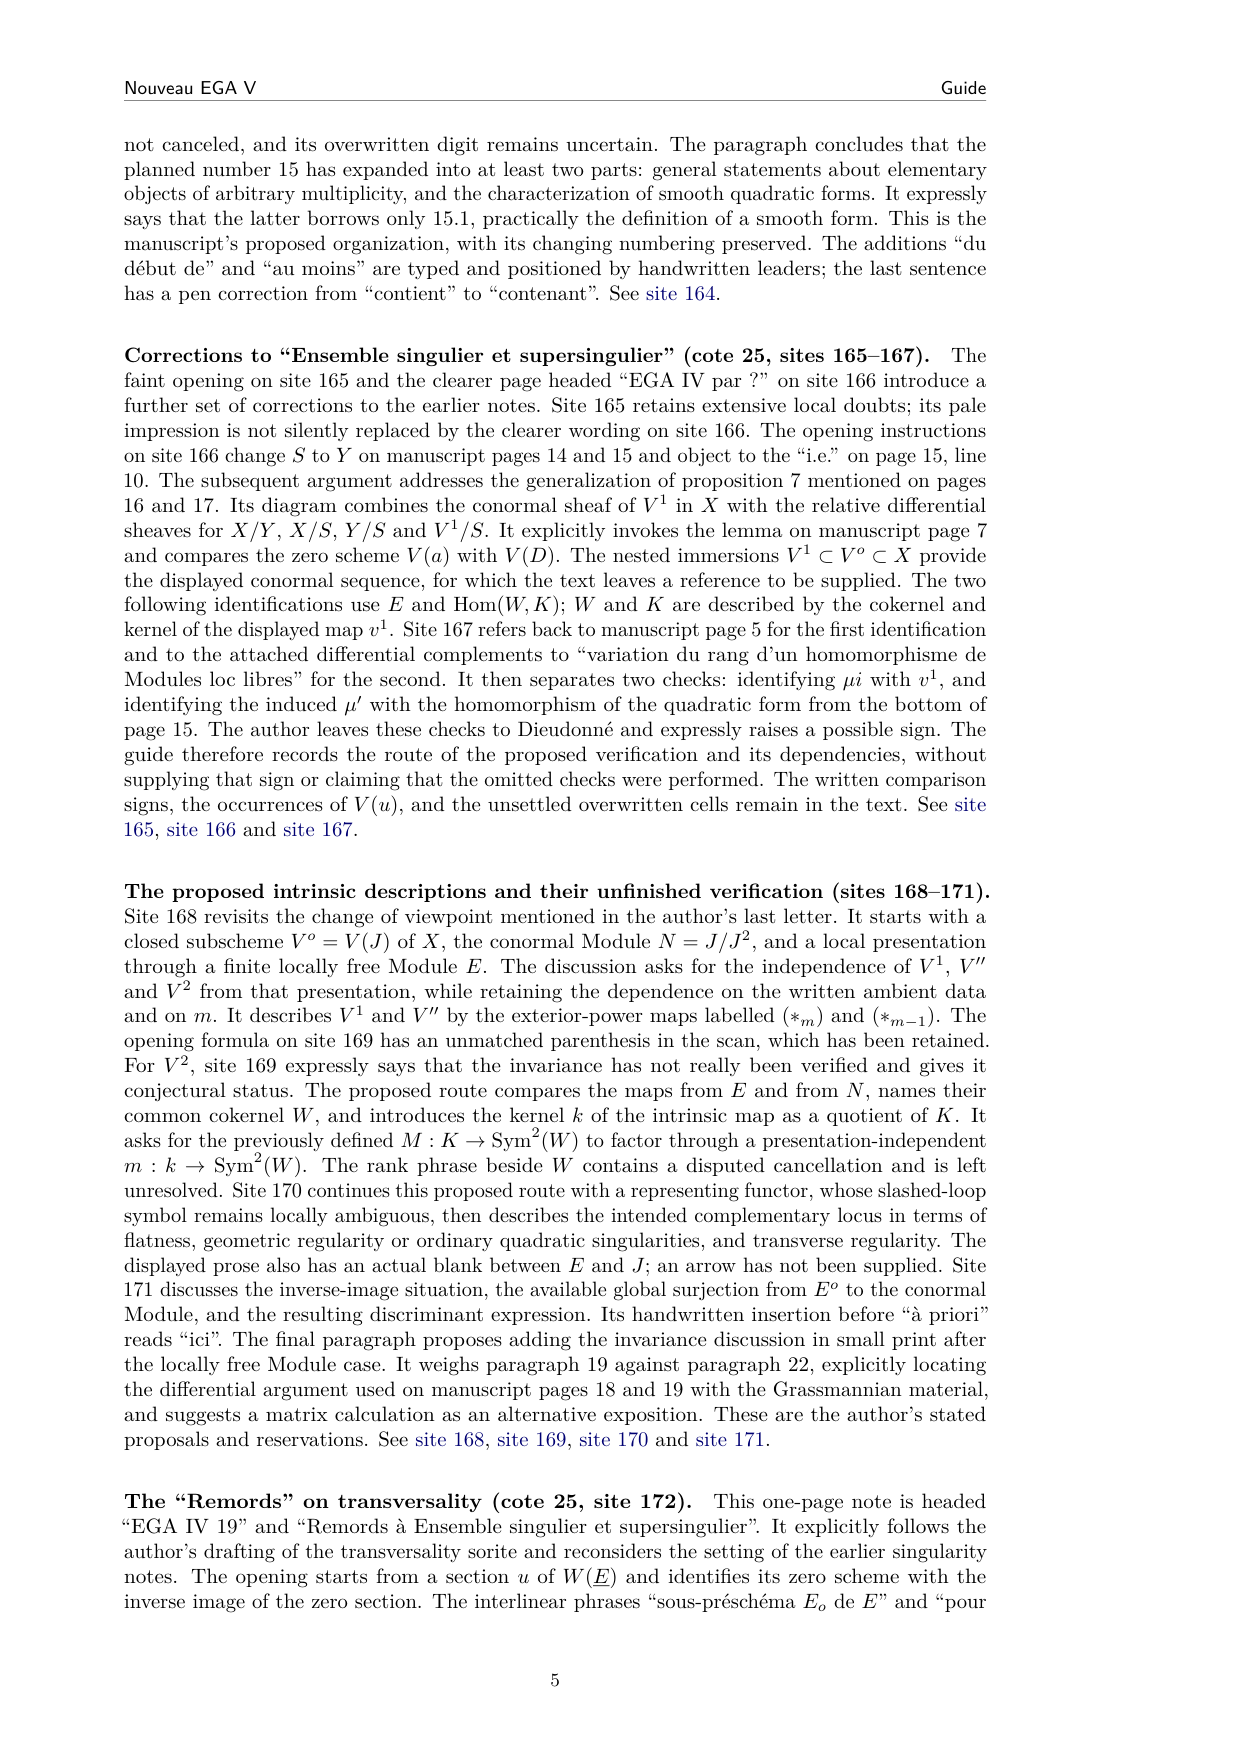 Nouveau EGA V Guide
not canceled, and its overwritten digit remains uncertain. The paragraph concludes that the
planned number 15 has expanded into at least two parts: general statements about elementary
objects of arbitrary multiplicity, and the characterization of smooth quadratic forms. It expressly
says that the latter borrows only 15.1, practically the definition of a smooth form. This is the
manuscript's proposed organization, with its changing numbering preserved. The additions “du
début de” and “au moins” are typed and positioned by handwritten leaders; the last sentence
has a pen correction from “contient” to “contenant”. See site 164.
Corrections to “Ensemble singulier et supersingulier” (cote 25, sites 165–167). The
faint opening on site 165 and the clearer page headed “EGA IV par ?” on site 166 introduce a
further set of corrections to the earlier notes. Site 165 retains extensive local doubts; its pale
impression is not silently replaced by the clearer wording on site 166. The opening instructions
on site 166 change S to Y on manuscript pages 14 and 15 and object to the “i.e.” on page 15, line
10. The subsequent argument addresses the generalization of proposition 7 mentioned on pages
16 and 17. Its diagram combines the conormal sheaf of V¹ in X with the relative differential
sheaves for X/Y, X/S, Y/S and V¹/S. It explicitly invokes the lemma on manuscript page 7
and compares the zero scheme V(a) with V(D). The nested immersions V¹ ⊂ Vᵒ ⊂ X provide
the displayed conormal sequence, for which the text leaves a reference to be supplied. The two
following identifications use E and Hom(W, K); W and K are described by the cokernel and
kernel of the displayed map v¹. Site 167 refers back to manuscript page 5 for the first identification
and to the attached differential complements to “variation du rang d'un homomorphisme de
Modules loc libres” for the second. It then separates two checks: identifying μi with v¹, and
identifying the induced μ′ with the homomorphism of the quadratic form from the bottom of
page 15. The author leaves these checks to Dieudonné and expressly raises a possible sign. The
guide therefore records the route of the proposed verification and its dependencies, without
supplying that sign or claiming that the omitted checks were performed. The written comparison
signs, the occurrences of V(u), and the unsettled overwritten cells remain in the text. See site
165, site 166 and site 167.
The proposed intrinsic descriptions and their unfinished verification (sites 168–171).
Site 168 revisits the change of viewpoint mentioned in the author's last letter. It starts with a
closed subscheme Vᵒ = V(J) of X, the conormal Module N = J/J², and a local presentation
through a finite locally free Module E. The discussion asks for the independence of V¹, V″
and V² from that presentation, while retaining the dependence on the written ambient data
and on m. It describes V¹ and V″ by the exterior-power maps labelled (∗ₘ) and (∗ₘ₋₁). The
opening formula on site 169 has an unmatched parenthesis in the scan, which has been retained.
For V², site 169 expressly says that the invariance has not really been verified and gives it
conjectural status. The proposed route compares the maps from E and from N, names their
common cokernel W, and introduces the kernel k of the intrinsic map as a quotient of K. It
asks for the previously defined M : K → Sym²(W) to factor through a presentation-independent
m : k → Sym²(W). The rank phrase beside W contains a disputed cancellation and is left
unresolved. Site 170 continues this proposed route with a representing functor, whose slashed-loop
symbol remains locally ambiguous, then describes the intended complementary locus in terms of
flatness, geometric regularity or ordinary quadratic singularities, and transverse regularity. The
displayed prose also has an actual blank between E and J; an arrow has not been supplied. Site
171 discusses the inverse-image situation, the available global surjection from Eᵒ to the conormal
Module, and the resulting discriminant expression. Its handwritten insertion before “à priori”
reads “ici”. The final paragraph proposes adding the invariance discussion in small print after
the locally free Module case. It weighs paragraph 19 against paragraph 22, explicitly locating
the differential argument used on manuscript pages 18 and 19 with the Grassmannian material,
and suggests a matrix calculation as an alternative exposition. These are the author's stated
proposals and reservations. See site 168, site 169, site 170 and site 171.
The “Remords” on transversality (cote 25, site 172). This one-page note is headed
“EGA IV 19” and “Remords à Ensemble singulier et supersingulier”. It explicitly follows the
author's drafting of the transversality sorite and reconsiders the setting of the earlier singularity
notes. The opening starts from a section u of W(E) and identifies its zero scheme with the
inverse image of the zero section. The interlinear phrases “sous-préschéma Eₒ de E” and “pour
5